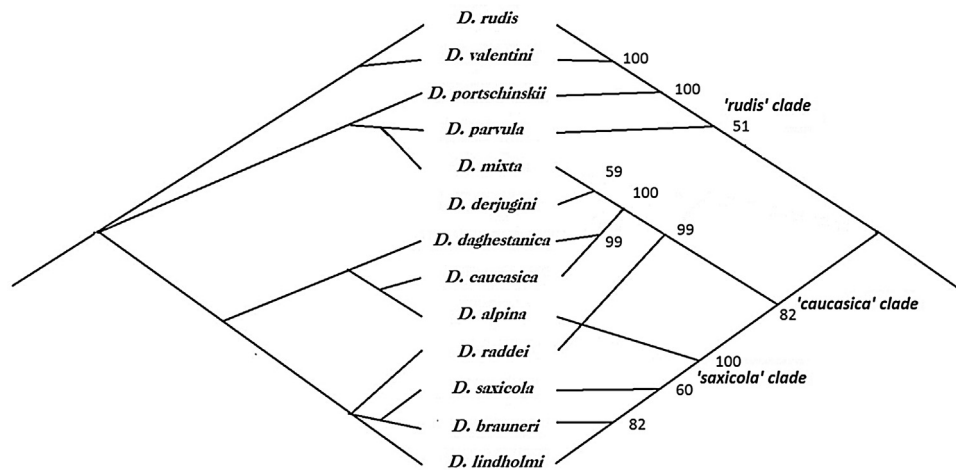 D. rudis
D. valentini
100
D. portschinskii
100
'rudis' clade
D. parvula
51
D. mixta
59
D. derjugini
100
D. daghestanica
99
99
D. caucasica
'caucasica' clade
D. alpina
82
D. raddei
100
'saxicola' clade
D. saxicola
60
D. brauneri
82
D. lindholmi